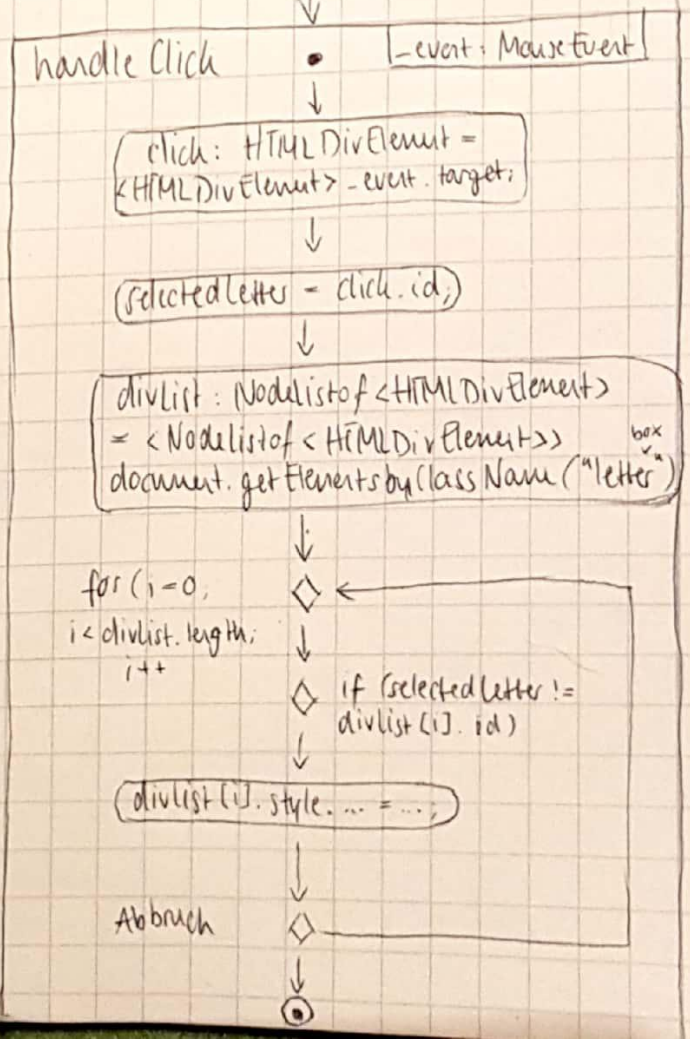 handle Click
_event: MouseEvent
click: HTMLDivElement =
<HTMLDivElement> _event.target;
selectedLetter = click.id;
divlist: Nodelistof <HTMLDivElement>
= <Nodelistof <HTMLDivElement>>
box
document.getElementsbyClassName("letter")
for (i=0;
i< divlist.length;
i++
if (selectedLetter !=
divlist[i].id)
divlist[i].style. ... = ...;
Abbruch